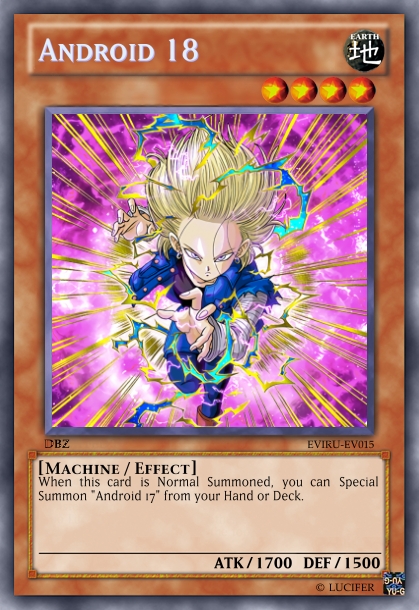 Android 18
EARTH
地
DBZ
EVIRU-EV015
[Machine / Effect]
When this card is Normal Summoned, you can Special
Summon "Android 17" from your Hand or Deck.
ATK / 1700 DEF / 1500
© LUCIFER